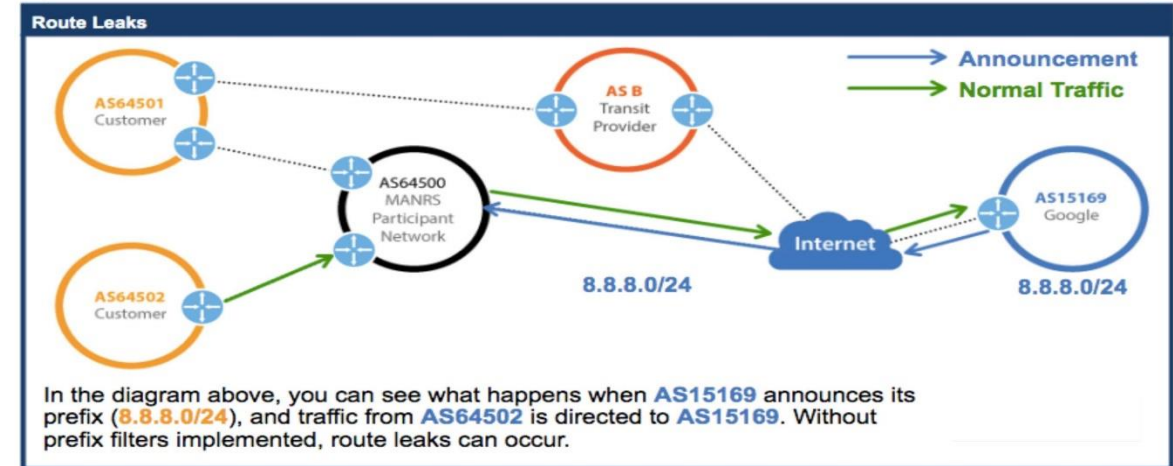 Route Leaks
Announcement
Normal Traffic
AS64501
Customer
AS B
Transit
Provider
AS64500
MANRS
Participant
Network
AS15169
Google
Internet
8.8.8.0/24
8.8.8.0/24
AS64502
Customer
In the diagram above, you can see what happens when AS15169 announces its
prefix (8.8.8.0/24), and traffic from AS64502 is directed to AS15169. Without
prefix filters implemented, route leaks can occur.